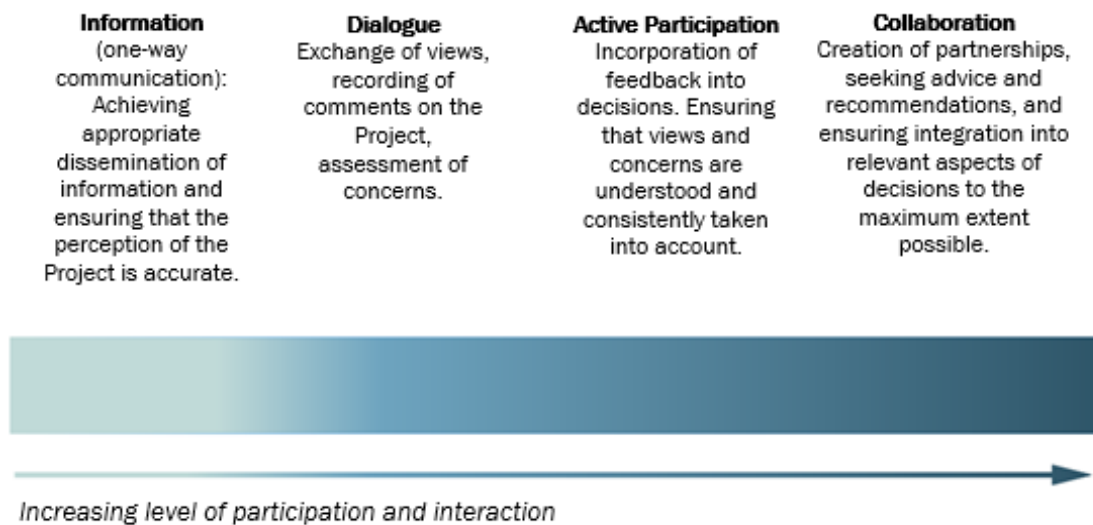 Information
(one-way
communication):
Achieving
appropriate
dissemination of
information and
ensuring that the
perception of the
Project is accurate.
Dialogue
Exchange of views,
recording of
comments on the
Project,
assessment of
concerns.
Active Participation
Incorporation of
feedback into
decisions. Ensuring
that views and
concerns are
understood and
consistently taken
into account.
Collaboration
Creation of partnerships,
seeking advice and
recommendations, and
ensuring integration into
relevant aspects of
decisions to the
maximum extent
possible.
Increasing level of participation and interaction